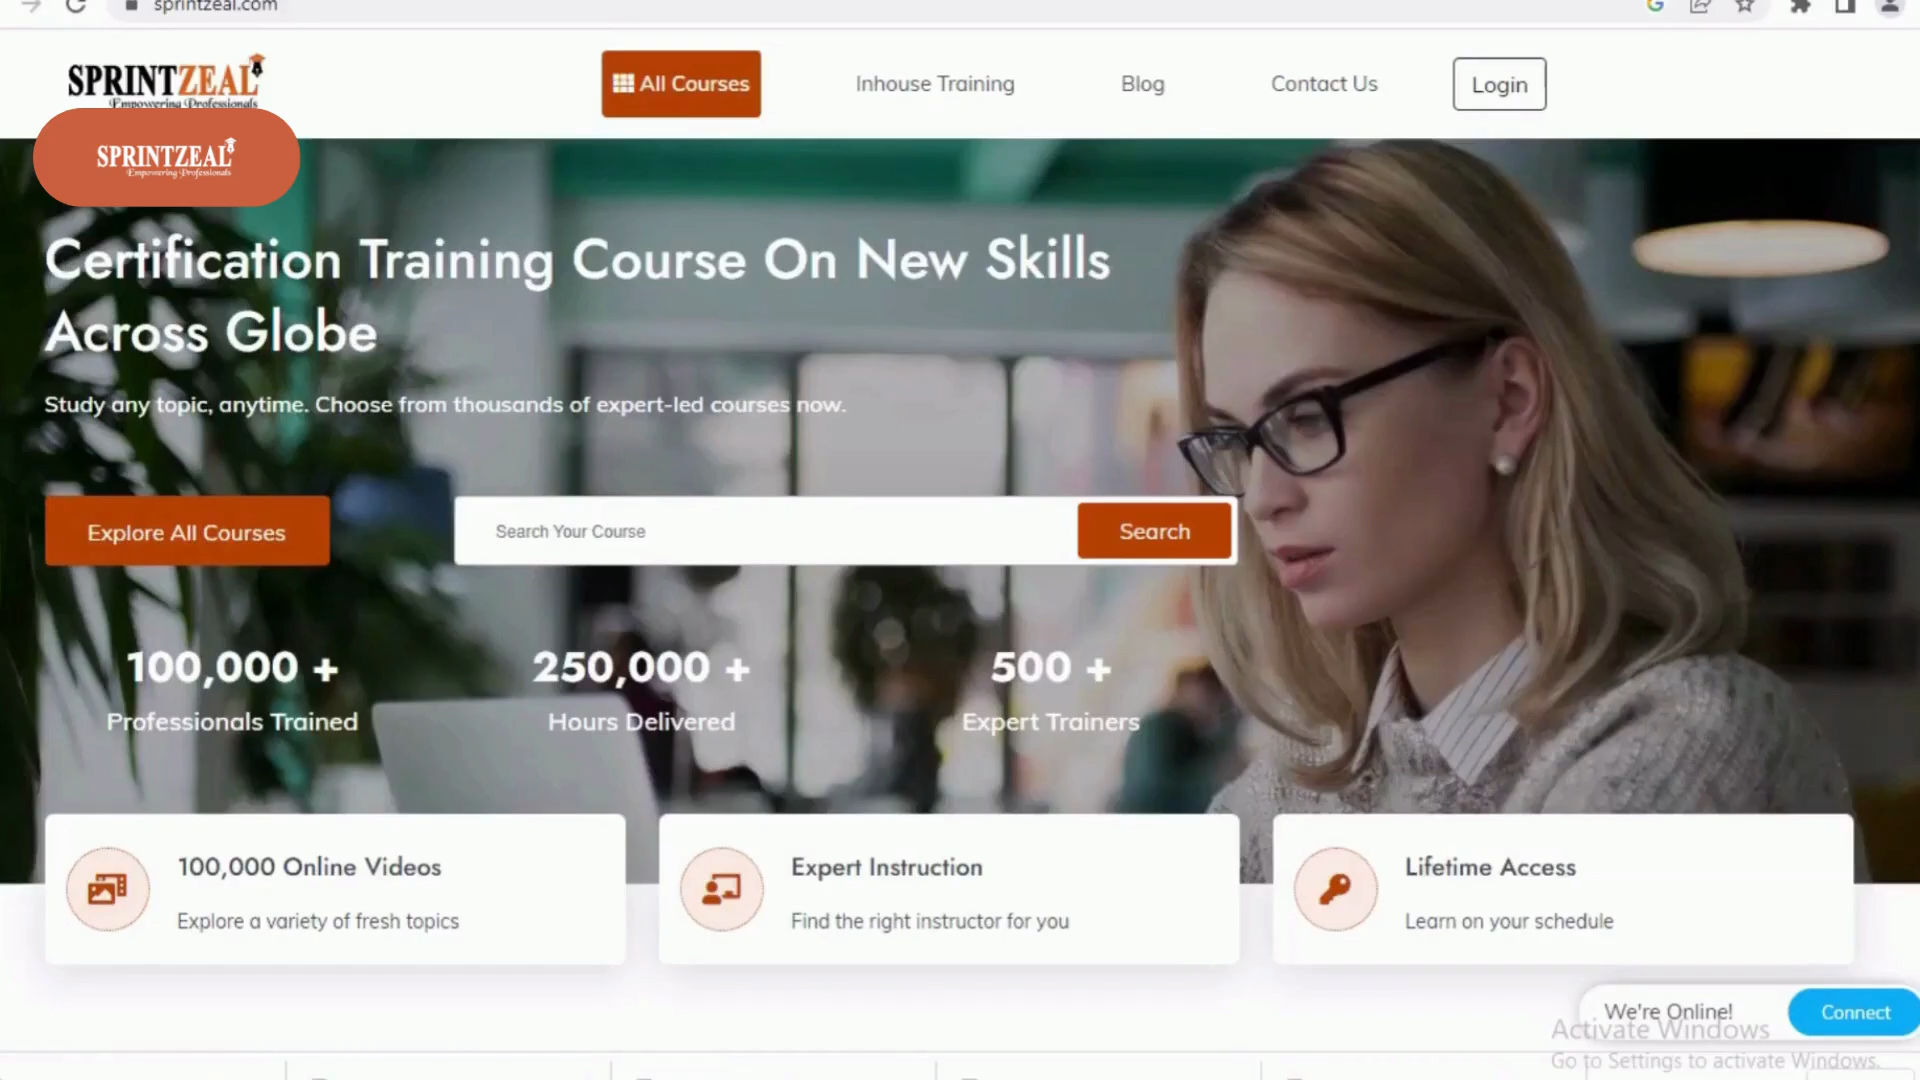 sprintzeal.com
SPRINTZEAL
Empowering Professionals
All Courses
Inhouse Training
Blog
Contact Us
Login
SPRINTZEAL
Empowering Professionals
Certification Training Course On New Skills
Across Globe
Study any topic, anytime. Choose from thousands of expert-led courses now.
Explore All Courses
Search Your Course
Search
100,000 +
Professionals Trained
250,000 +
Hours Delivered
500 +
Expert Trainers
100,000 Online Videos
Explore a variety of fresh topics
Expert Instruction
Find the right instructor for you
Lifetime Access
Learn on your schedule
We're Online!
Connect
Activate Windows
Go to Settings to activate Windows.